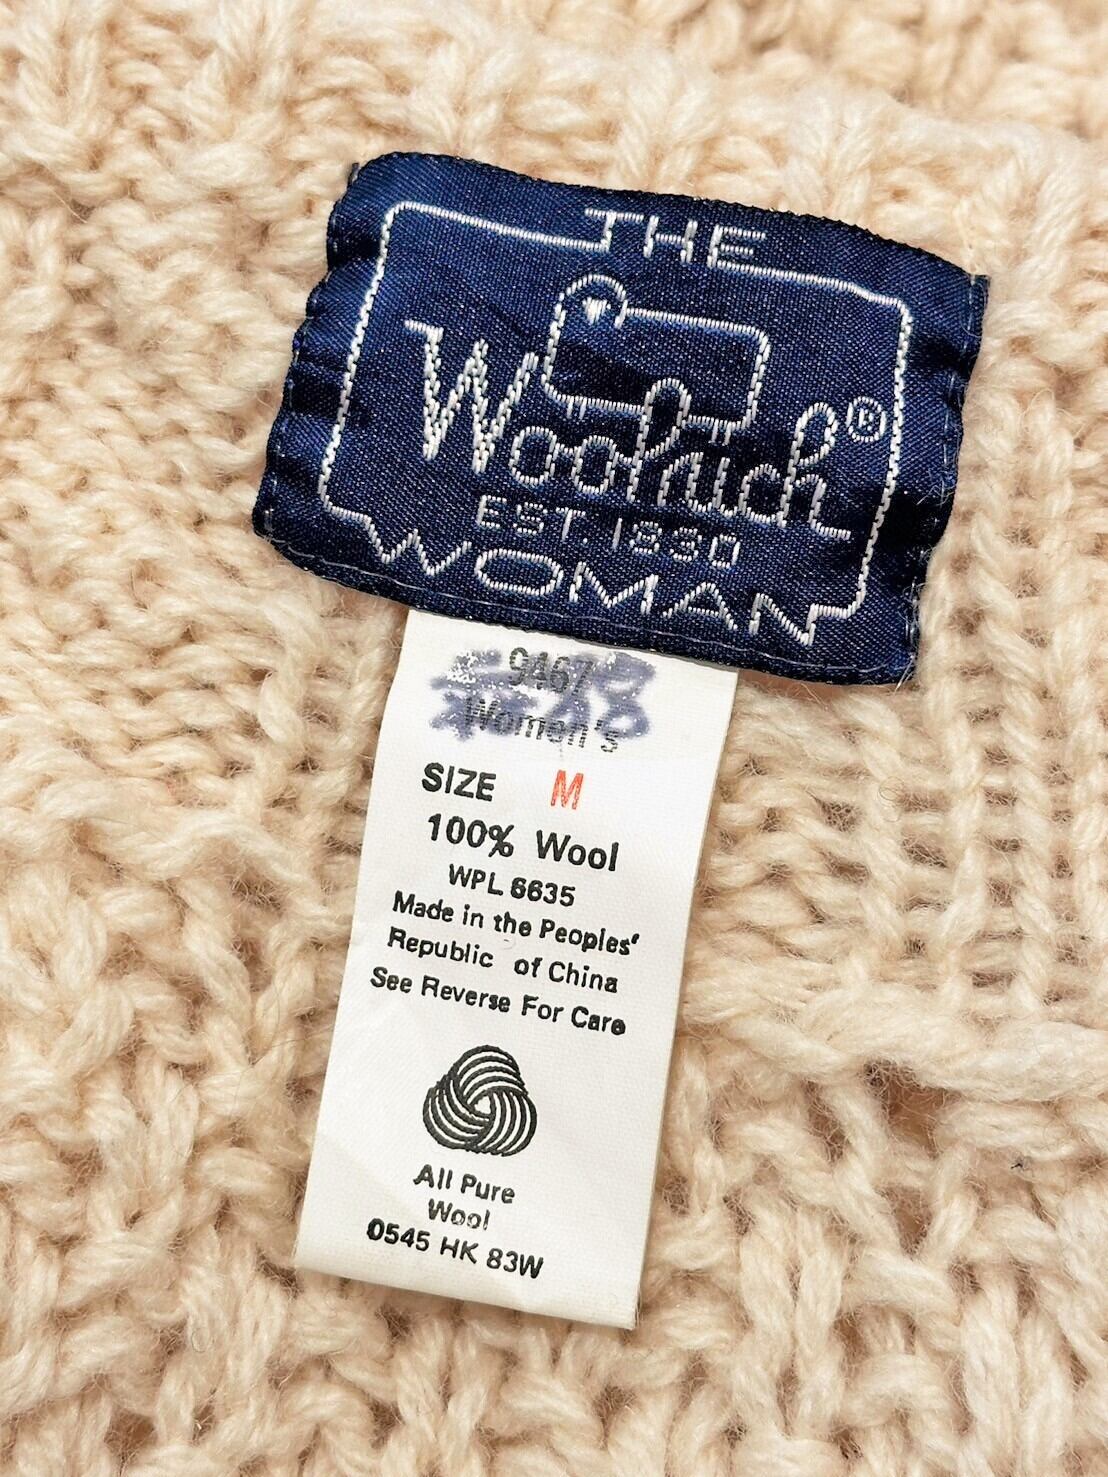 THE
Woolrich®
EST. 1830
WOMAN
9467
Women's
SIZE M
100% Wool
WPL 6635
Made in the Peoples'
Republic of China
See Reverse For Care
All Pure
Wool
0545 HK 83W